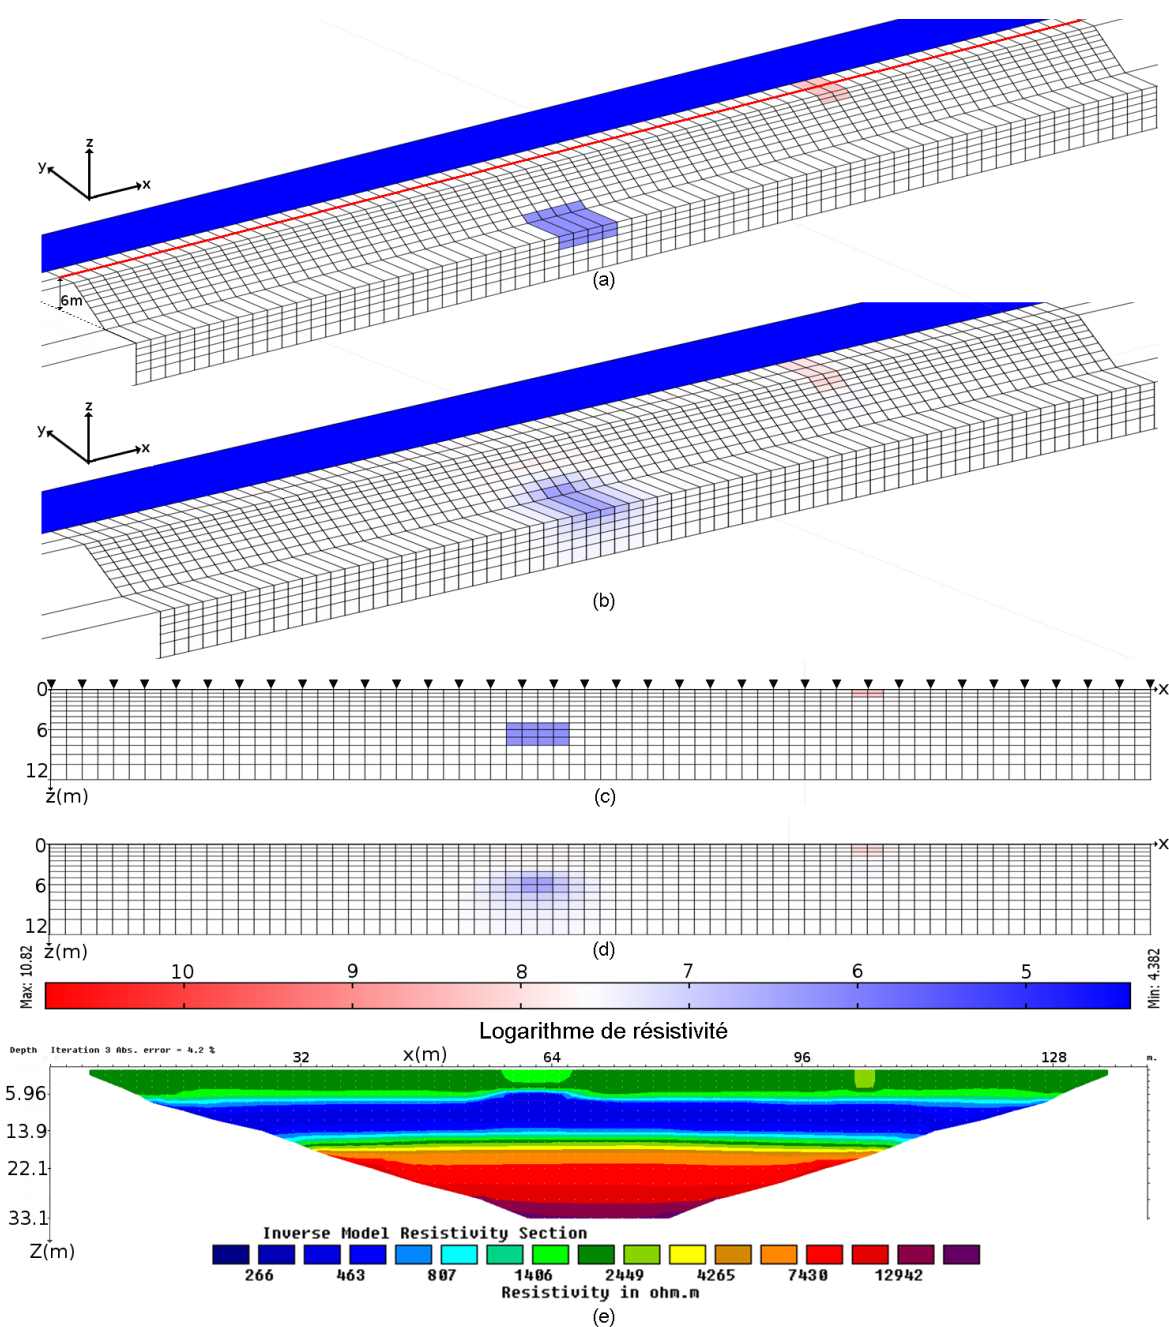 z
y
x
6m
(a)
z
y
x
(b)
0
x
6
12
z(m)
(c)
0
x
6
12
z(m)
(d)
Max: 10.82
10 9 8 7 6 5
Min: 4.382
Logarithme de résistivité
Depth Iteration 3 Abs. error = 4.2 %
32 x(m) 64 96 128 m.
5.96
13.9
22.1
33.1
Z(m)
Inverse Model Resistivity Section
266 463 807 1406 2449 4265 7430 12942
Resistivity in ohm.m
(e)